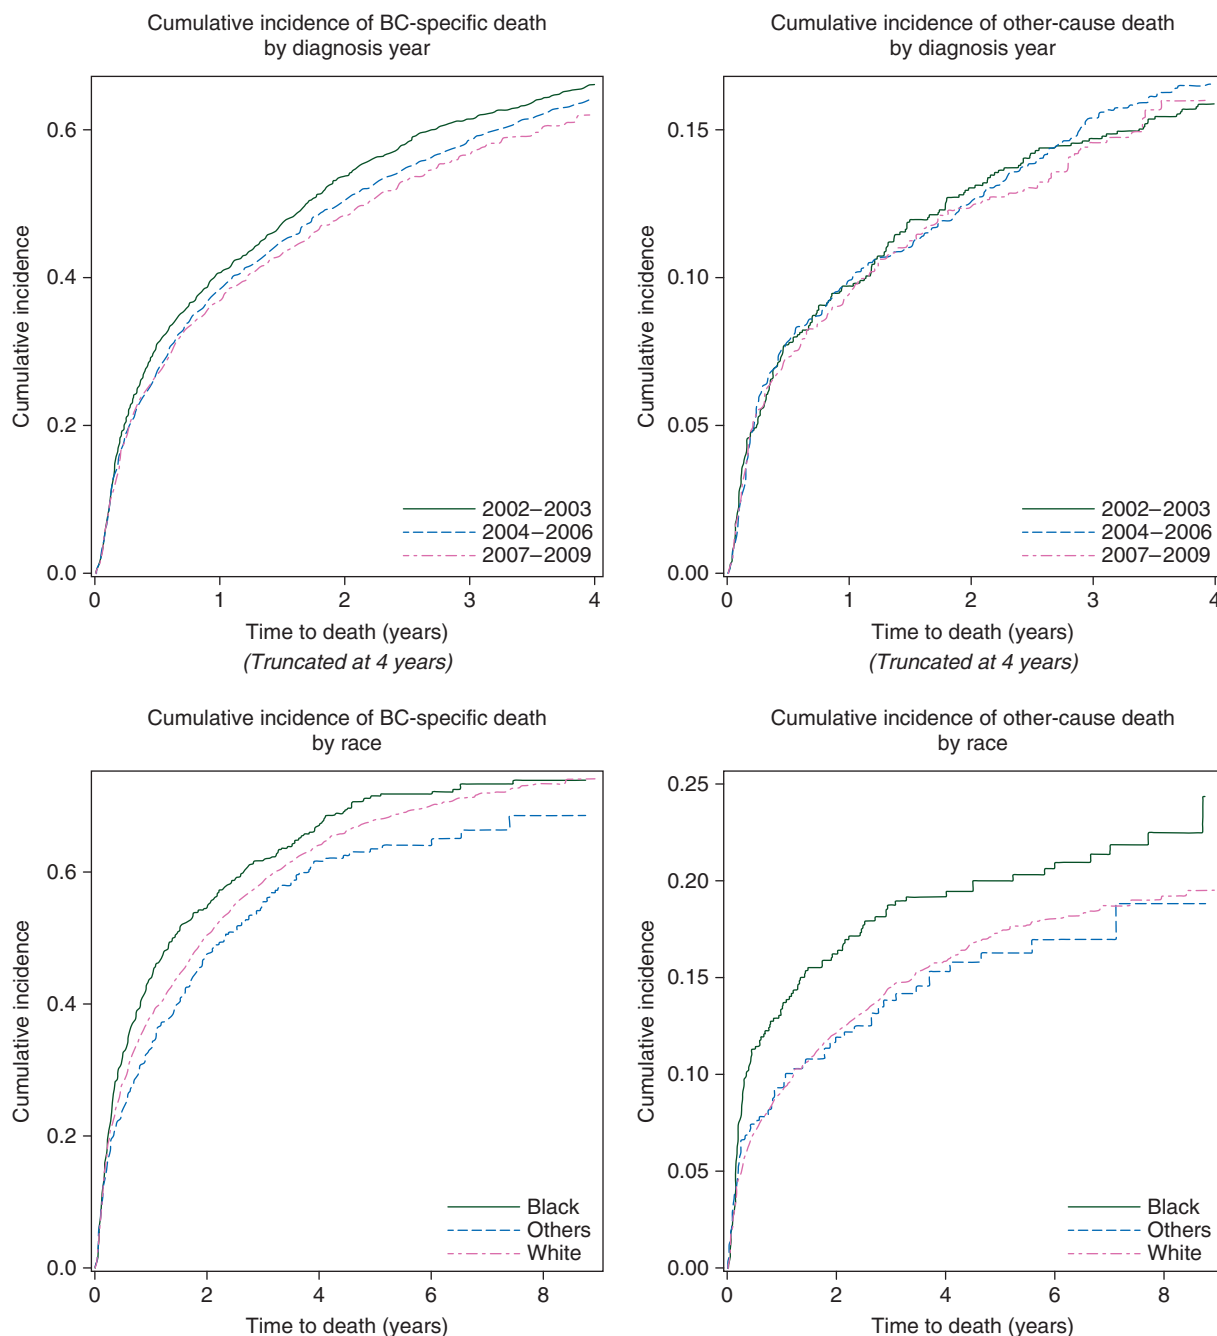 Cumulative incidence of BC-specific death
by diagnosis year
Cumulative incidence
0.6
0.4
0.2
0.0
2002–2003
2004–2006
2007–2009
0 1 2 3 4
Time to death (years)
(Truncated at 4 years)
Cumulative incidence of other-cause death
by diagnosis year
Cumulative incidence
0.15
0.10
0.05
0.00
2002–2003
2004–2006
2007–2009
0 1 2 3 4
Time to death (years)
(Truncated at 4 years)
Cumulative incidence of BC-specific death
by race
Cumulative incidence
0.6
0.4
0.2
0.0
Black
Others
White
0 2 4 6 8
Time to death (years)
Cumulative incidence of other-cause death
by race
Cumulative incidence
0.25
0.20
0.15
0.10
0.05
0.00
Black
Others
White
0 2 4 6 8
Time to death (years)